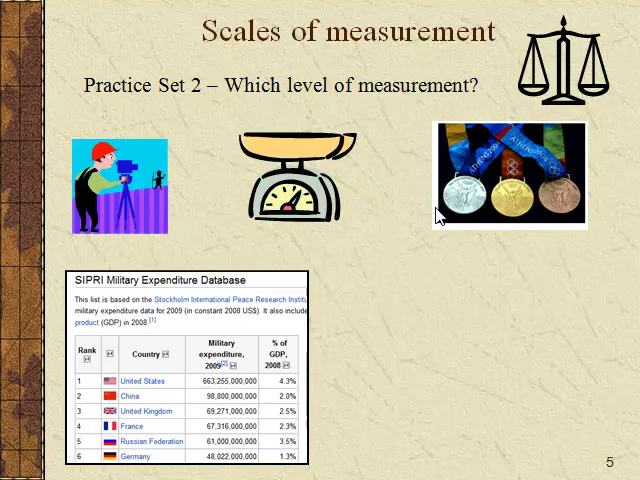 Scales of measurement
Practice Set 2 – Which level of measurement?
ATHENS 2004
ATHENS 2004
SIPRI Military Expenditure Database
This list is based on the Stockholm International Peace Research
military expenditure data for 2009 (in constant 2008 US$). It also include
product (GDP) in 2008.[1]
Rank Country Military expenditure, 2009[2] % of GDP, 2008
1 United States 663,255,000,000 4.3%
2 China 98,800,000,000 2.0%
3 United Kingdom 69,271,000,000 2.5%
4 France 67,316,000,000 2.3%
5 Russian Federation 61,000,000,000 3.5%
6 Germany 48,022,000,000 1.3%
5